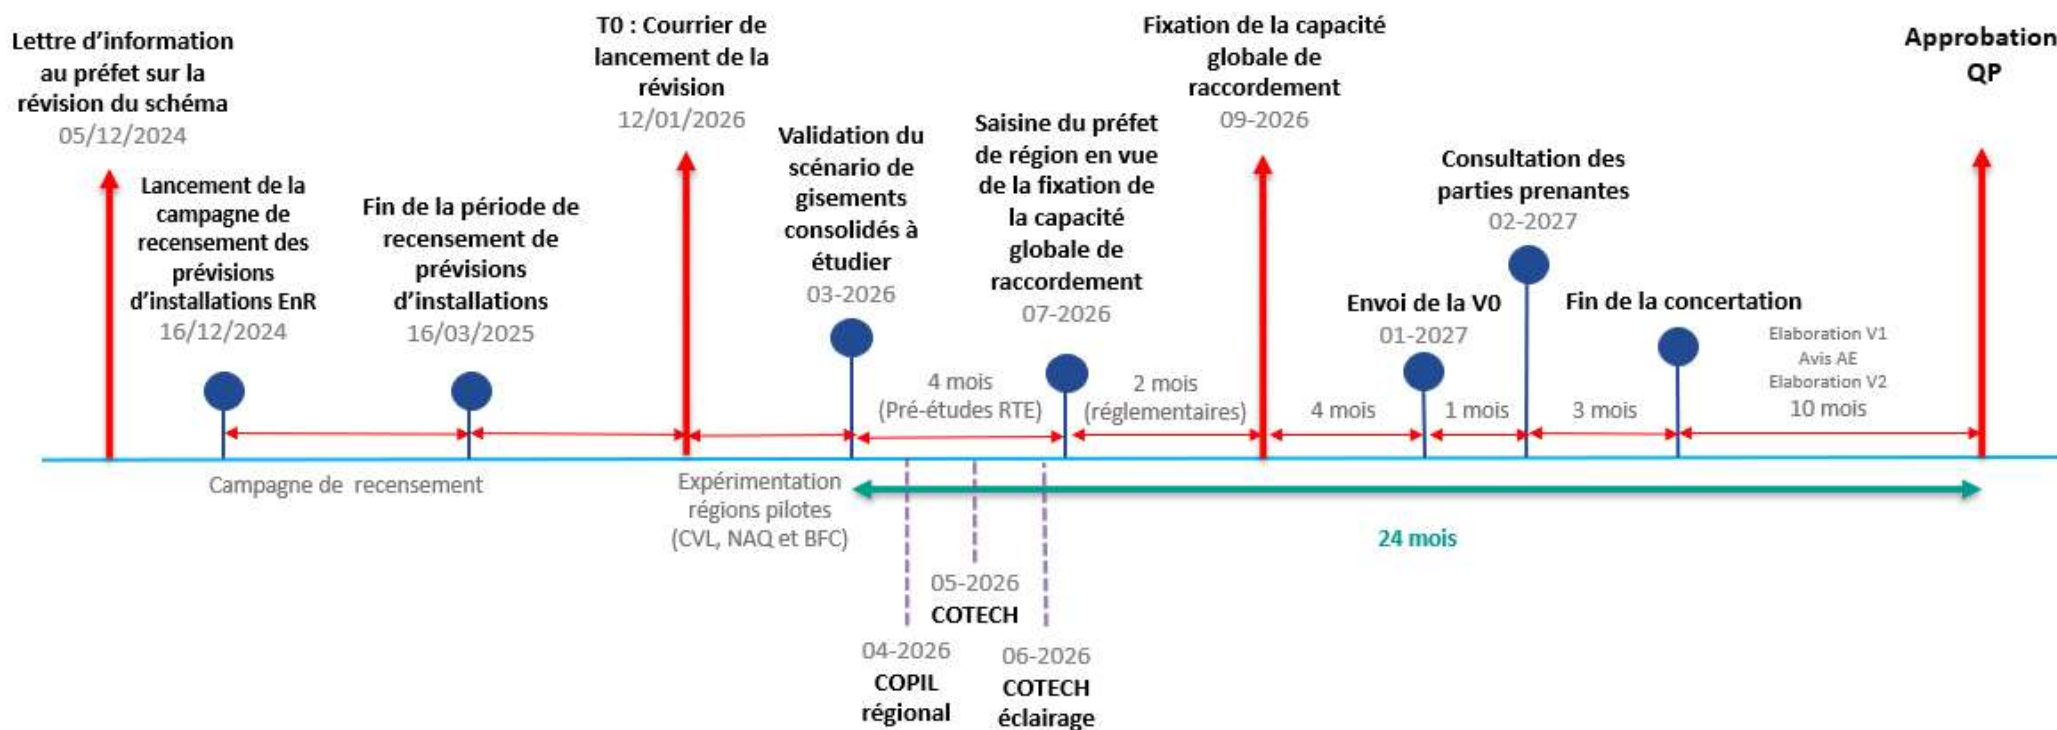 Lettre d’information
au préfet sur la
révision du schéma
05/12/2024
Lancement de la
campagne de
recensement des
prévisions
d’installations EnR
16/12/2024
Fin de la période de
recensement de
prévisions
d’installations
16/03/2025
T0 : Courrier de
lancement de la
révision
12/01/2026
Validation du
scénario de
gisements
consolidés à
étudier
03-2026
Saisine du préfet
de région en vue
de la fixation de
la capacité
globale de
raccordement
07-2026
Fixation de la capacité
globale de
raccordement
09-2026
Envoi de la V0
01-2027
Consultation des
parties prenantes
02-2027
Fin de la concertation
Approbation
QP
4 mois
(Pré-études RTE)
2 mois
(réglementaires)
4 mois
1 mois
3 mois
Elaboration V1
Avis AE
Elaboration V2
10 mois
Campagne de recensement
Expérimentation
régions pilotes
(CVL, NAQ et BFC)
24 mois
04-2026
COPIL
régional
05-2026
COTECH
06-2026
COTECH
éclairage